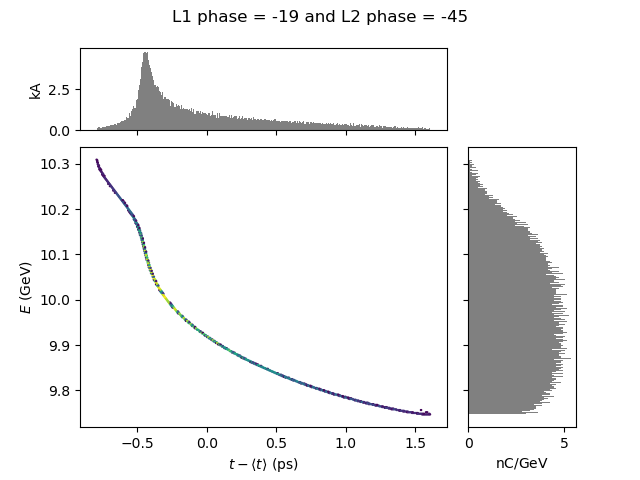 L1 phase = -19 and L2 phase = -45
kA
2.5
0.0
10.3
10.2
10.1
10.0
9.9
9.8
E (GeV)
−0.5 0.0 0.5 1.0 1.5
t − ⟨t⟩ (ps)
0 5
nC/GeV